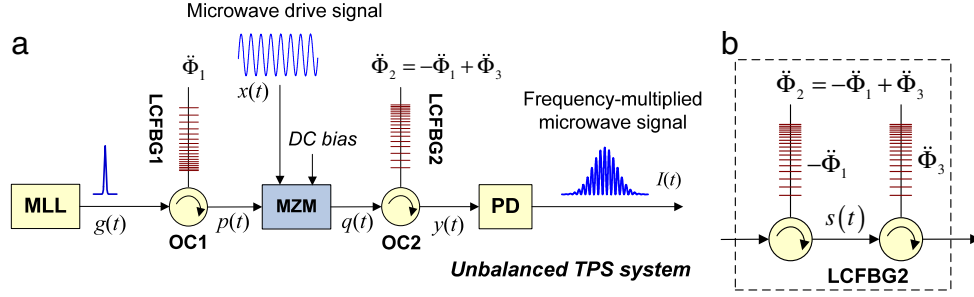 a
Microwave drive signal
Φ̈₁
LCFBG1
x(t)
DC bias
Φ̈₂ = −Φ̈₁ + Φ̈₃
LCFBG2
Frequency-multiplied
microwave signal
MLL
g(t)
OC1
p(t)
MZM
q(t)
OC2
y(t)
PD
I(t)
Unbalanced TPS system
b
Φ̈₂ = −Φ̈₁ + Φ̈₃
−Φ̈₁
Φ̈₃
s(t)
LCFBG2